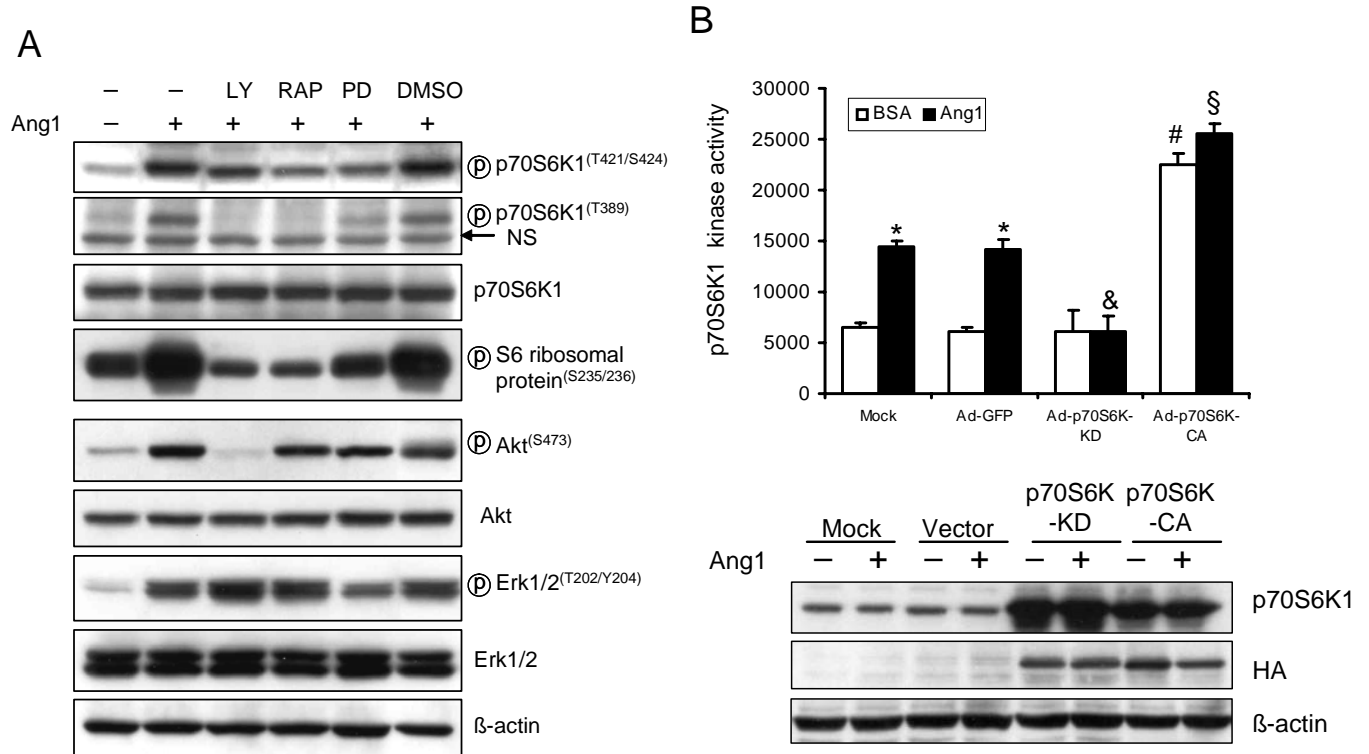 A
– – LY RAP PD DMSO
Ang1 – + + + + +
ⓟ p70S6K1(T421/S424)
ⓟ p70S6K1(T389)
NS
p70S6K1
ⓟ S6 ribosomal
protein(S235/236)
ⓟ Akt(S473)
Akt
ⓟ Erk1/2(T202/Y204)
Erk1/2
ß-actin
B
p70S6K1 kinase activity
30000
25000
20000
15000
10000
5000
0
BSA Ang1
* * & # §
Mock Ad-GFP Ad-p70S6K- Ad-p70S6K-
KD CA
p70S6K p70S6K
Mock Vector -KD -CA
Ang1 – + – + – + – +
p70S6K1
HA
ß-actin